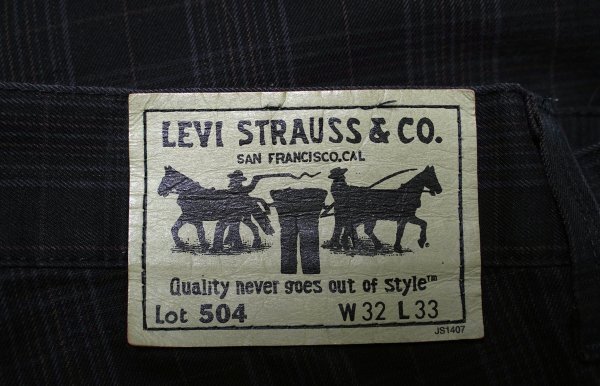 LEVI STRAUSS & CO.
SAN FRANCISCO.CAL
Quality never goes out of style™
Lot 504 W32 L33
JS1407